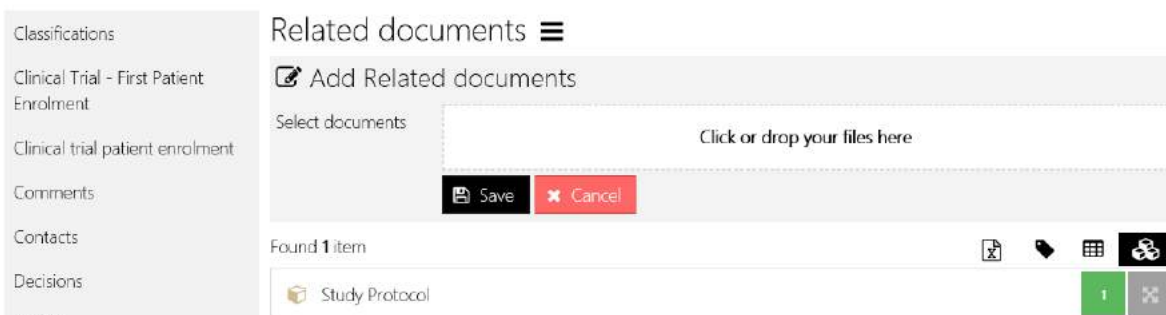 Classifications
Clinical Trial - First Patient
Enrolment
Clinical trial patient enrolment
Comments
Contacts
Decisions
Related documents
Add Related documents
Select documents
Click or drop your files here
Save
Cancel
Found 1 item
Study Protocol
1